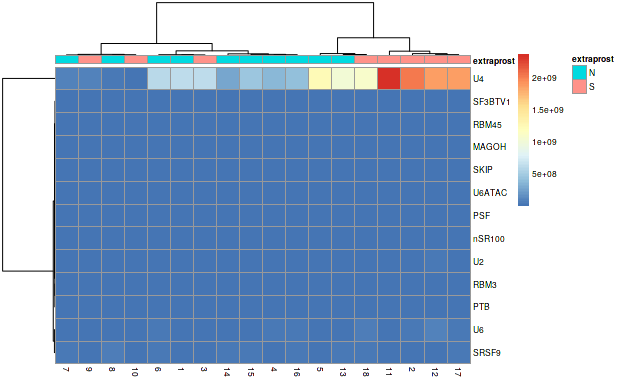 extraprost
U4
SF3BTV1
RBM45
MAGOH
SKIP
U6ATAC
PSF
nSR100
U2
RBM3
PTB
U6
SRSF9
7 9 8 10 6 1 3 14 15 4 16 5 13 18 11 2 12 17
2e+09
1.5e+09
1e+09
5e+08
extraprost
N
S